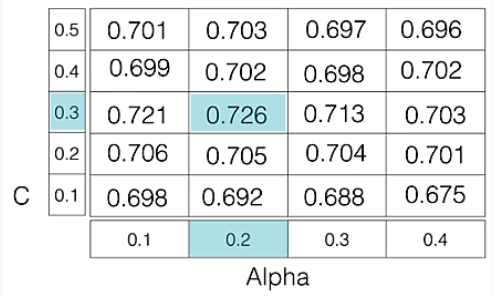 0.5 0.701 0.703 0.697 0.696
0.4 0.699 0.702 0.698 0.702
0.3 0.721 0.726 0.713 0.703
0.2 0.706 0.705 0.704 0.701
C 0.1 0.698 0.692 0.688 0.675
0.1 0.2 0.3 0.4
Alpha